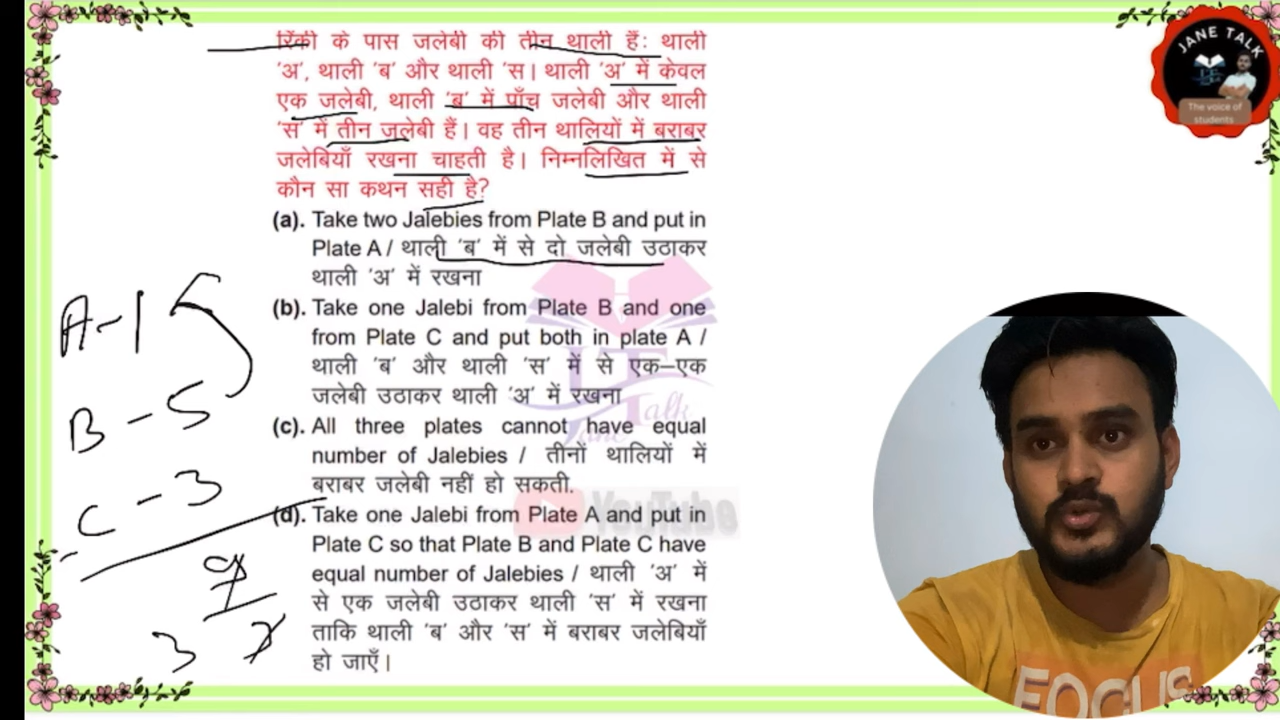 रिंकी के पास जलेबी की तीन थाली हैं: थाली
'अ', थाली 'ब' और थाली 'स'। थाली 'अ' में केवल
एक जलेबी, थाली 'ब' में पाँच जलेबी और थाली
'स' में तीन जलेबी हैं। वह तीन थालियों में बराबर
जलेबियाँ रखना चाहती है। निम्नलिखित में से
कौन सा कथन सही है?
(a). Take two Jalebies from Plate B and put in
Plate A / थाली 'ब' में से दो जलेबी उठाकर
थाली 'अ' में रखना
(b). Take one Jalebi from Plate B and one
from Plate C and put both in plate A /
थाली 'ब' और थाली 'स' में से एक–एक
जलेबी उठाकर थाली 'अ' में रखना
(c). All three plates cannot have equal
number of Jalebies / तीनों थालियों में
बराबर जलेबी नहीं हो सकती.
(d). Take one Jalebi from Plate A and put in
Plate C so that Plate B and Plate C have
equal number of Jalebies / थाली 'अ' में
से एक जलेबी उठाकर थाली 'स' में रखना
ताकि थाली 'ब' और 'स' में बराबर जलेबियाँ
हो जाएँ।
A - 1
B - 5
C - 3
9
3
JANE TALK
The voice of
students
Talk
Jane
YouTube
FOCUS